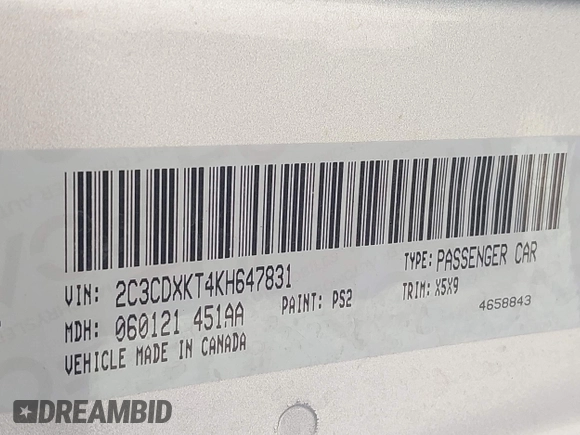 VIN: 2C3CDXKT4KH647831
TYPE: PASSENGER CAR
MDH: 060121 451AA
PAINT: PS2
TRIM: X5X9
VEHICLE MADE IN CANADA
4658843
DREAMBID